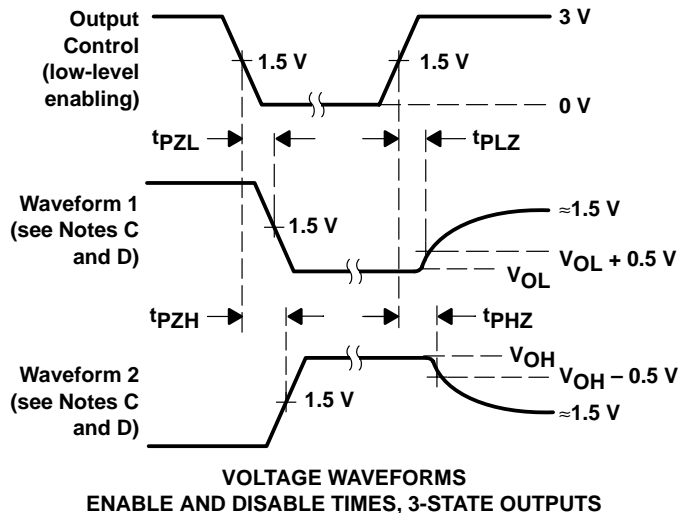 Output
Control
(low-level
enabling)
1.5 V
1.5 V
3 V
0 V
tPZL
tPLZ
Waveform 1
(see Notes C
and D)
1.5 V
≈1.5 V
VOL + 0.5 V
VOL
tPZH
tPHZ
Waveform 2
(see Notes C
and D)
1.5 V
VOH
VOH – 0.5 V
≈1.5 V
VOLTAGE WAVEFORMS
ENABLE AND DISABLE TIMES, 3-STATE OUTPUTS